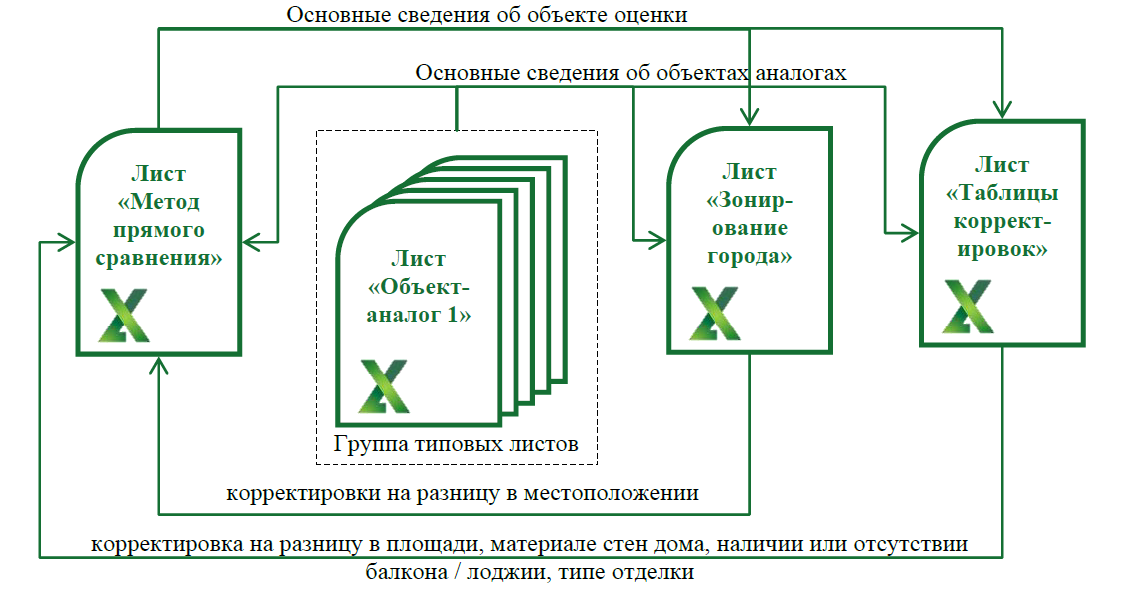 Основные сведения об объекте оценки
Основные сведения об объектах аналогах
Лист
«Метод
прямого
сравнения»
Лист
«Объект-
аналог 1»
Группа типовых листов
Лист
«Зонир-
ование
города»
Лист
«Таблицы
коррект-
ировок»
корректировки на разницу в местоположении
корректировка на разницу в площади, материале стен дома, наличии или отсутствии
балкона / лоджии, типе отделки